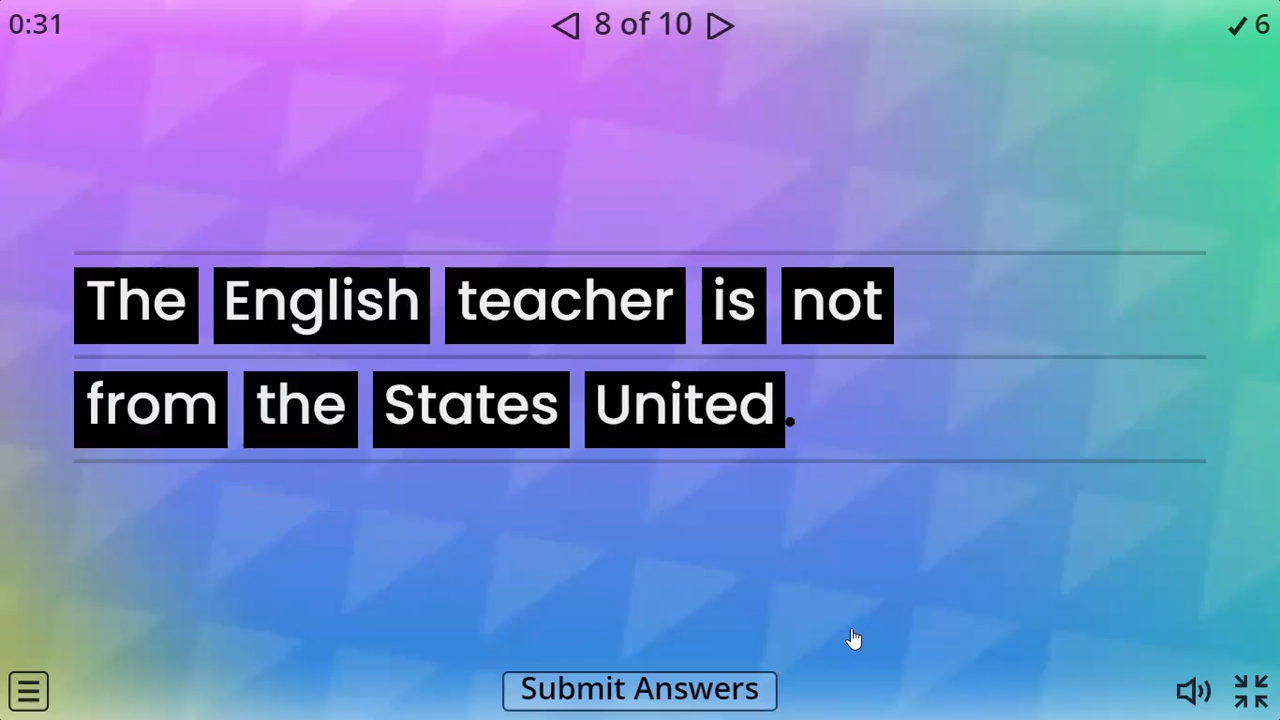 0:31
8 of 10
✓ 6
The English teacher is not
from the States United.
Submit Answers